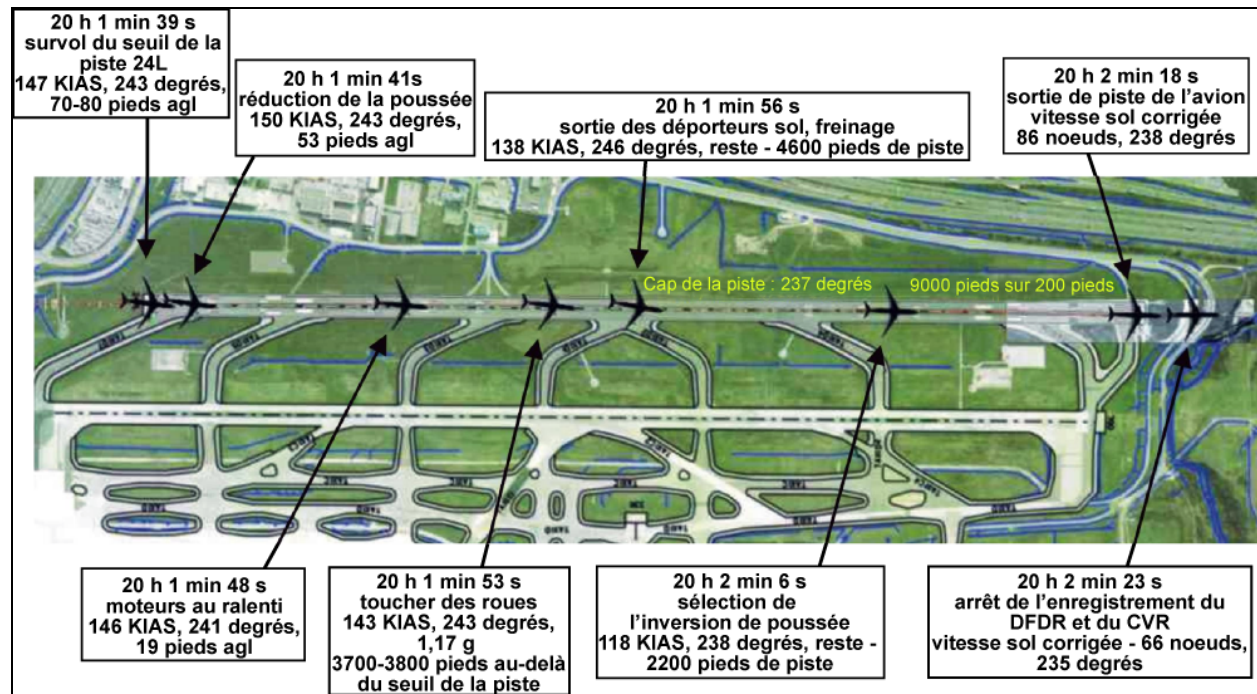 20 h 1 min 39 s
survol du seuil de la
piste 24L
147 KIAS, 243 degrés,
70-80 pieds agl
20 h 1 min 41s
réduction de la poussée
150 KIAS, 243 degrés,
53 pieds agl
20 h 1 min 56 s
sortie des déporteurs sol, freinage
138 KIAS, 246 degrés, reste - 4600 pieds de piste
20 h 2 min 18 s
sortie de piste de l'avion
vitesse sol corrigée
86 noeuds, 238 degrés
Cap de la piste : 237 degrés
9000 pieds sur 200 pieds
20 h 1 min 48 s
moteurs au ralenti
146 KIAS, 241 degrés,
19 pieds agl
20 h 1 min 53 s
toucher des roues
143 KIAS, 243 degrés,
1,17 g
3700-3800 pieds au-delà
du seuil de la piste
20 h 2 min 6 s
sélection de
l'inversion de poussée
118 KIAS, 238 degrés, reste -
2200 pieds de piste
20 h 2 min 23 s
arrêt de l'enregistrement du
DFDR et du CVR
vitesse sol corrigée - 66 noeuds,
235 degrés